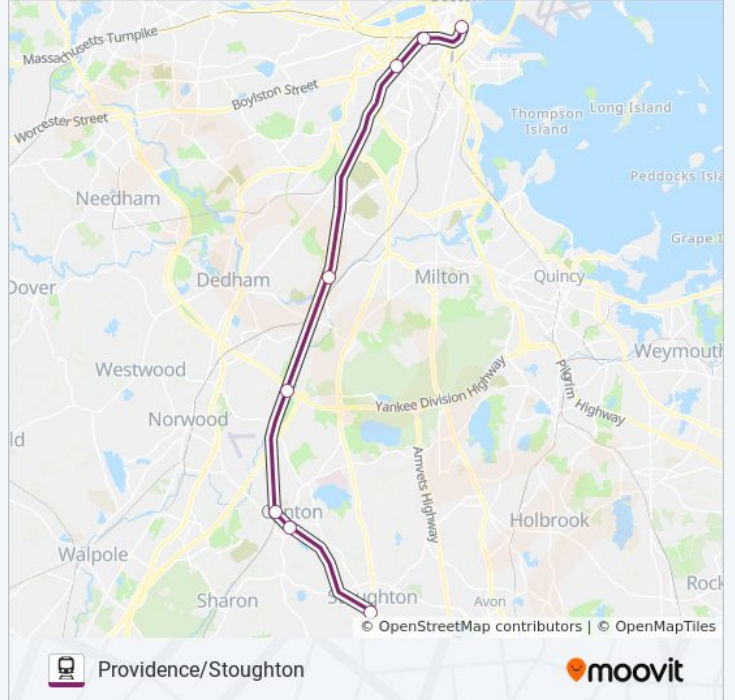 Massachusetts Turnpike
Boylston Street
Worcester Street
Thompson
Island
Long Island
Needham
Peddocks Isla
Grape I
Dover
Dedham
Milton
Quincy
Westwood
Weymouth
Norwood
Yankee Division Highway
Pilgrim
Highway
ld
Amvets Highway
Canton
Holbrook
Walpole
Rock
Sharon
Stoughton
Avon
© OpenStreetMap contributors | © OpenMapTiles
Providence/Stoughton
moovit